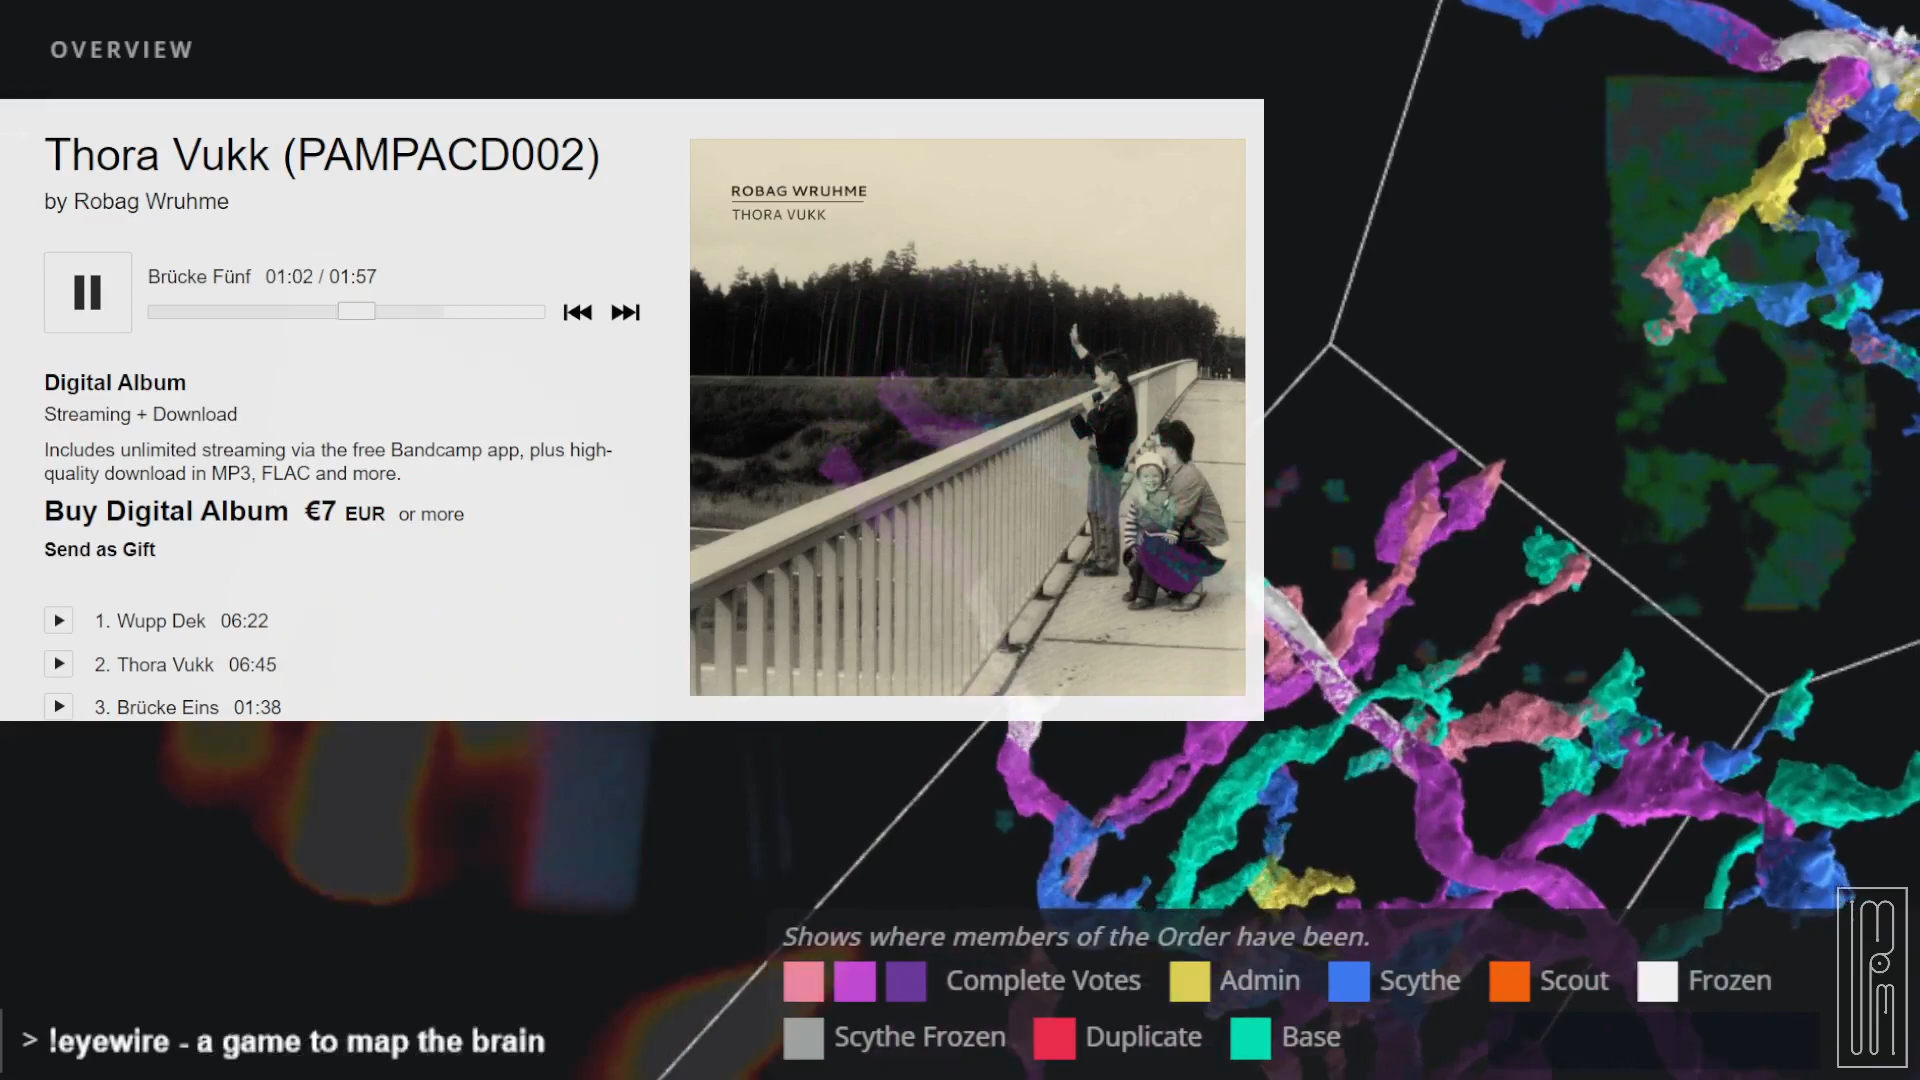 OVERVIEW
Thora Vukk (PAMPACD002)
by Robag Wruhme
Brücke Fünf 01:02 / 01:57
Digital Album
Streaming + Download
Includes unlimited streaming via the free Bandcamp app, plus high-
quality download in MP3, FLAC and more.
Buy Digital Album €7 EUR or more
Send as Gift
1. Wupp Dek 06:22
2. Thora Vukk 06:45
3. Brücke Eins 01:38
ROBAG WRUHME
THORA VUKK
Shows where members of the Order have been.
Complete Votes Admin Scythe Scout Frozen
Scythe Frozen Duplicate Base
> !eyewire - a game to map the brain